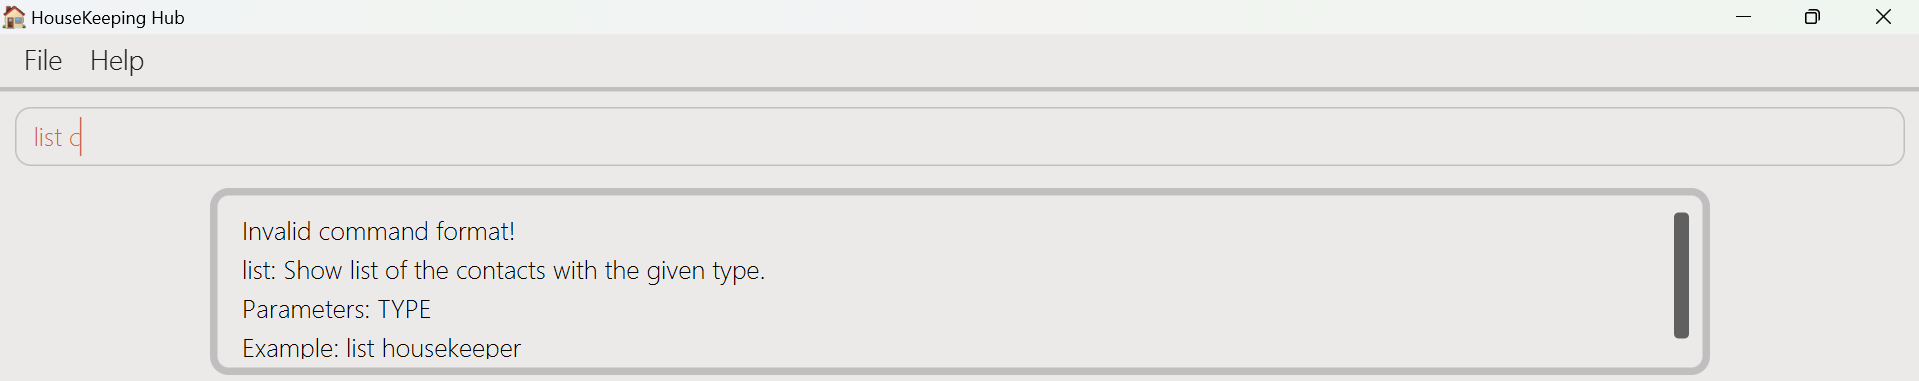 HouseKeeping Hub
File Help
list c
Invalid command format!
list: Show list of the contacts with the given type.
Parameters: TYPE
Example: list housekeeper